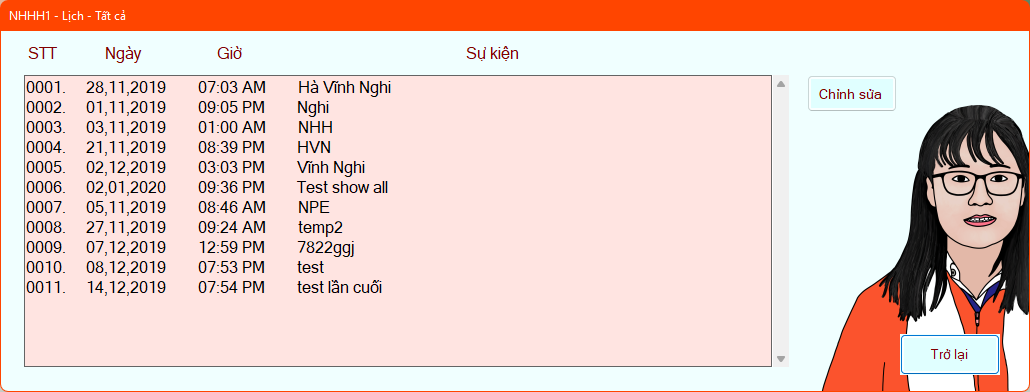 NHHH1 - Lịch - Tất cả
STT Ngày Giờ Sự kiện
0001. 28,11,2019 07:03 AM Hà Vĩnh Nghi
0002. 01,11,2019 09:05 PM Nghi
0003. 03,11,2019 01:00 AM NHH
0004. 21,11,2019 08:39 PM HVN
0005. 02,12,2019 03:03 PM Vĩnh Nghi
0006. 02,01,2020 09:36 PM Test show all
0007. 05,11,2019 08:46 AM NPE
0008. 27,11,2019 09:24 AM temp2
0009. 07,12,2019 12:59 PM 7822ggj
0010. 08,12,2019 07:53 PM test
0011. 14,12,2019 07:54 PM test lần cuối
Chỉnh sửa
Trở lại